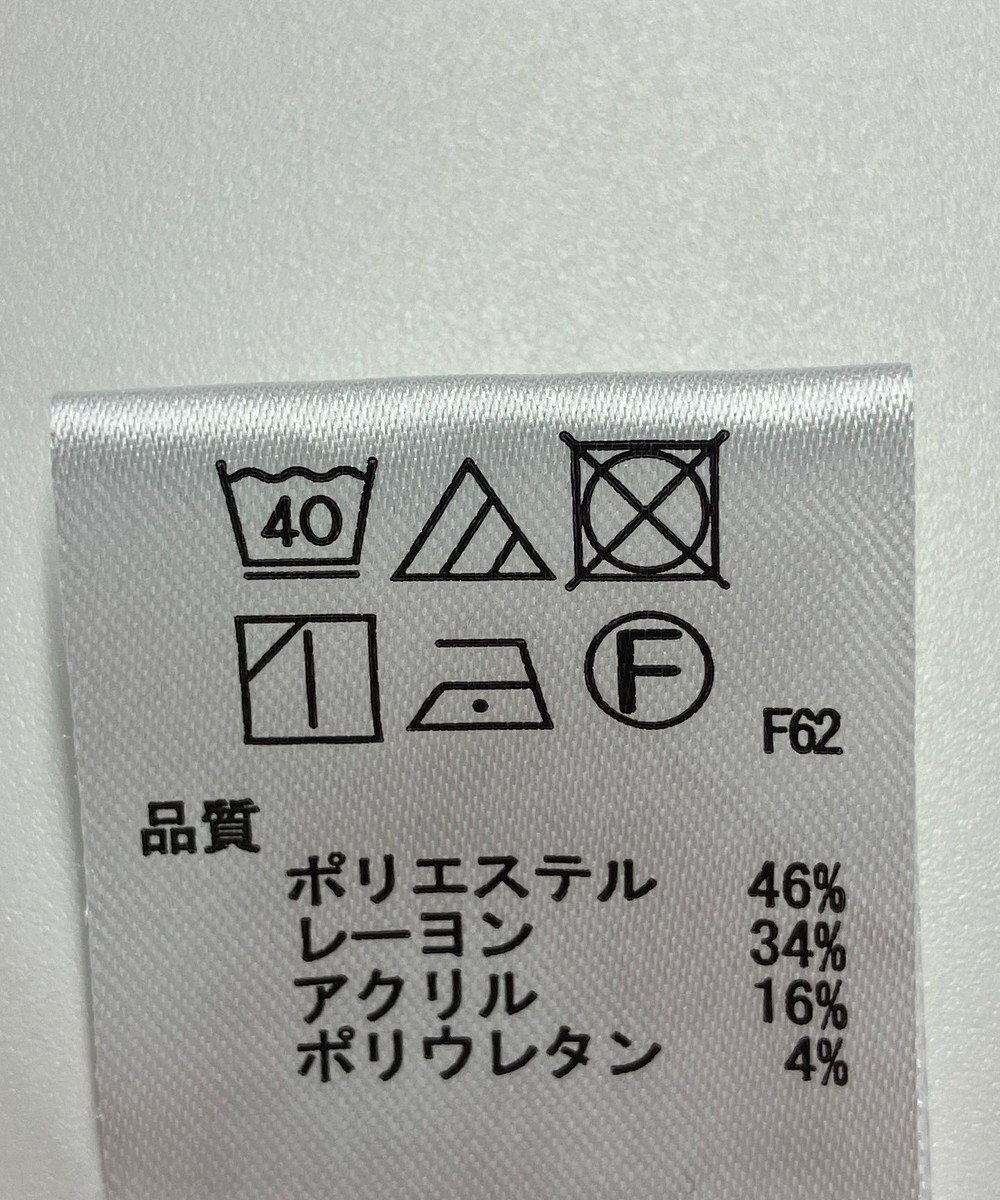 40
F
F62
品質
ポリエステル 46%
レーヨン 34%
アクリル 16%
ポリウレタン 4%